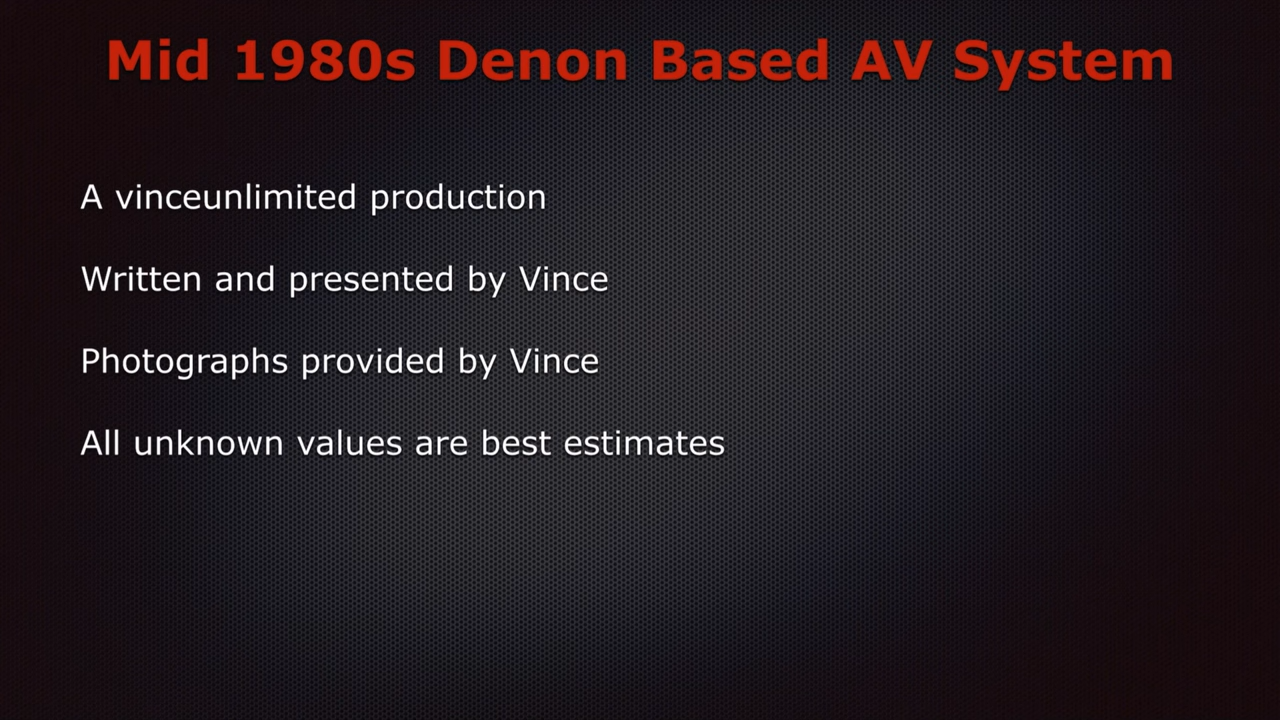 Mid 1980s Denon Based AV System
A vinceunlimited production
Written and presented by Vince
Photographs provided by Vince
All unknown values are best estimates